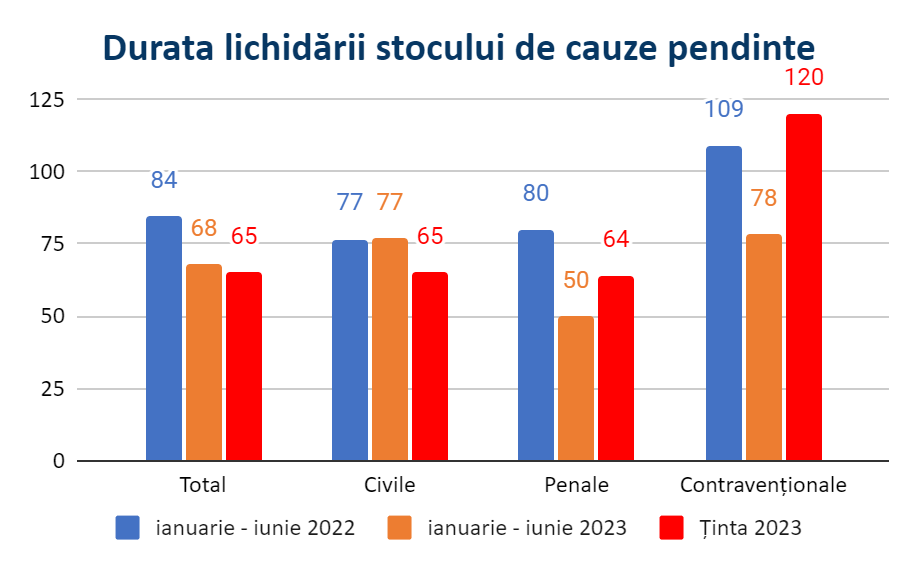 Durata lichidării stocului de cauze pendinte
125
100
75
50
25
0
84
68
65
77
77
65
80
50
64
109
78
120
Total
Civile
Penale
Contravenționale
ianuarie - iunie 2022
ianuarie - iunie 2023
Ținta 2023